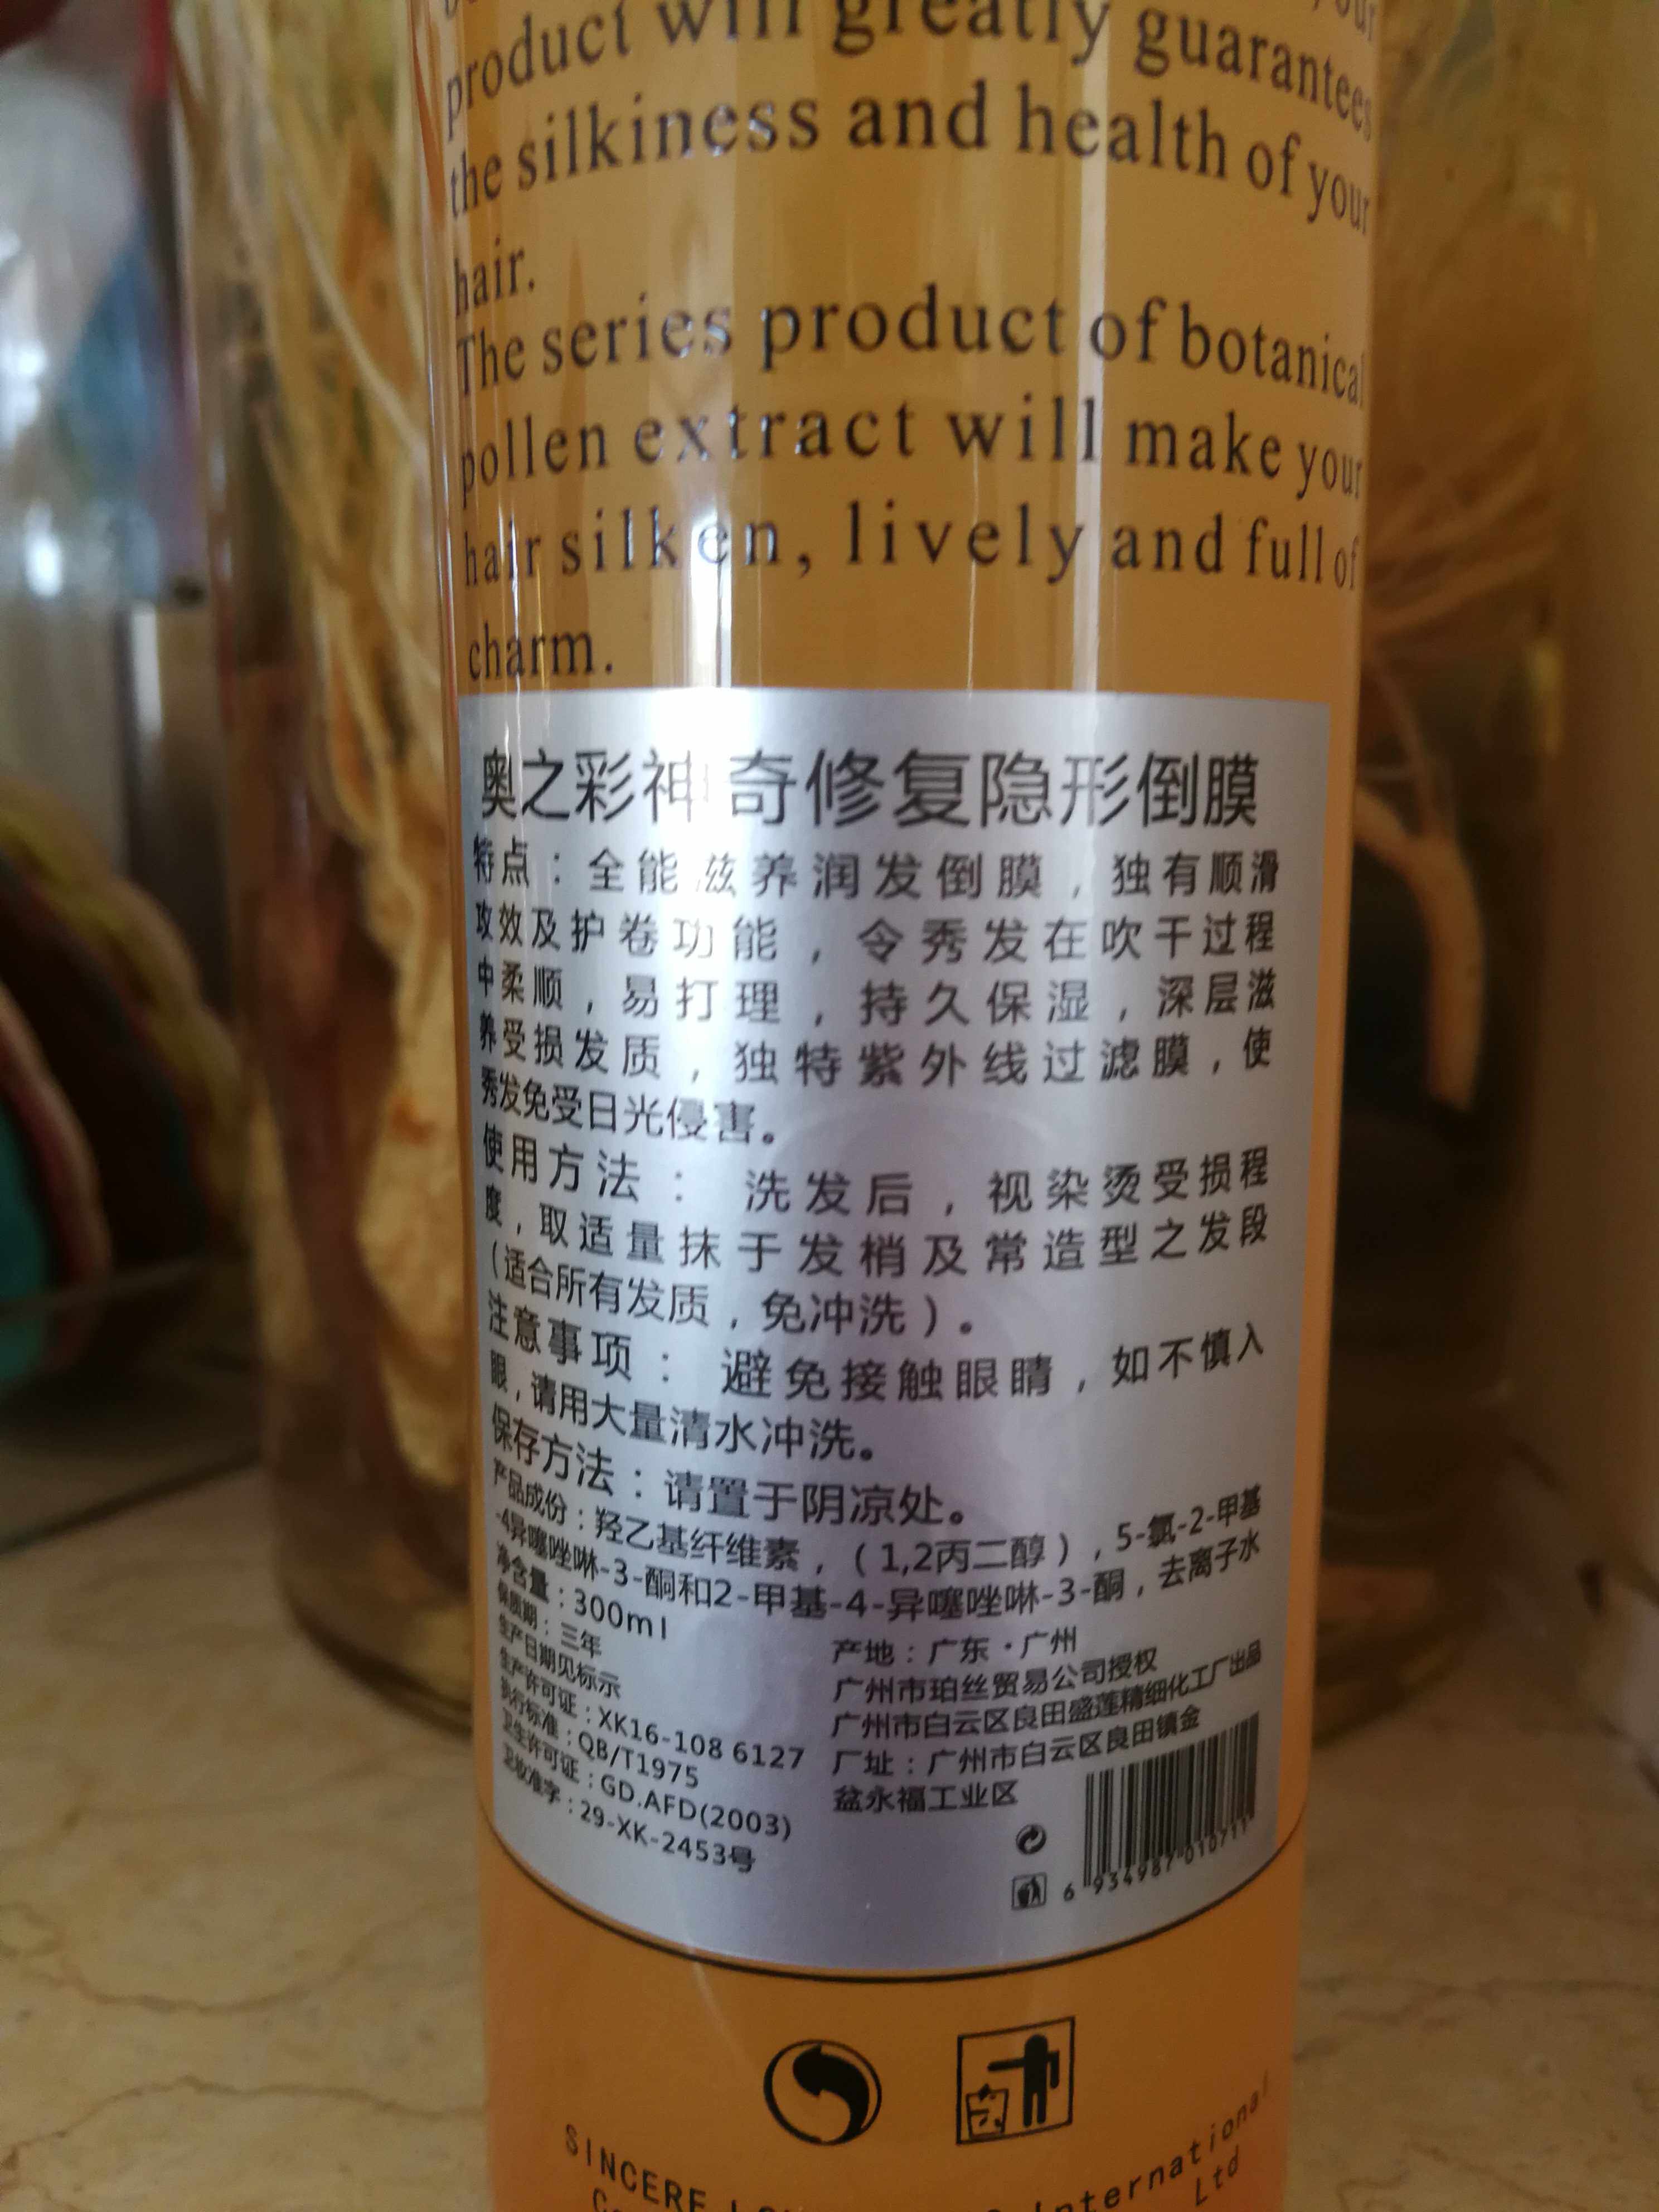 product will greatly guarantees
the silkiness and health of your
hair.
The series product of botanical
pollen extract will make your
hair silken, lively and full of
charm.
奥之彩神奇修复隐形倒膜
特点：全能滋养润发倒膜，独有顺滑
攻效及护卷功能，令秀发在吹干过程
中柔顺，易打理，持久保湿，深层滋
养受损发质，独特紫外线过滤膜，使
秀发免受日光侵害。
使用方法： 洗发后，视染烫受损程
度，取适量抹于发梢及常造型之发段
（适合所有发质，免冲洗）。
注意事项： 避免接触眼睛，如不慎入
眼，请用大量清水冲洗。
保存方法：请置于阴凉处。
产品成份：羟乙基纤维素，（1,2丙二醇），5-氯-2-甲基
-4异噻唑啉-3-酮和2-甲基-4-异噻唑啉-3-酮，去离子水
净含量：300ml
保质期：三年
生产日期见标示
生产许可证：XK16-108 6127
执行标准：QB/T1975
卫生许可证：GD.AFD(2003)
卫妆准字：29-XK-2453号
产地：广东·广州
广州市珀丝贸易公司授权
广州市白云区良田盛莲精细化工厂出品
厂址：广州市白云区良田镇金
盆永福工业区
6 934987 010711
SINCERE International
Ltd